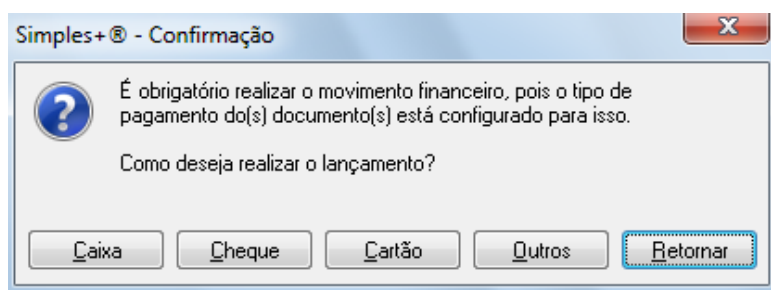 Simples+® - Confirmação
É obrigatório realizar o movimento financeiro, pois o tipo de
pagamento do(s) documento(s) está configurado para isso.
Como deseja realizar o lançamento?
Caixa Cheque Cartão Outros Retornar